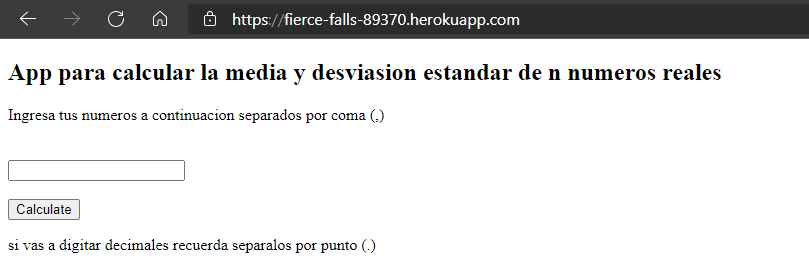 https://fierce-falls-89370.herokuapp.com
App para calcular la media y desviasion estandar de n numeros reales
Ingresa tus numeros a continuacion separados por coma (,)
Calculate
si vas a digitar decimales recuerda separalos por punto (.)